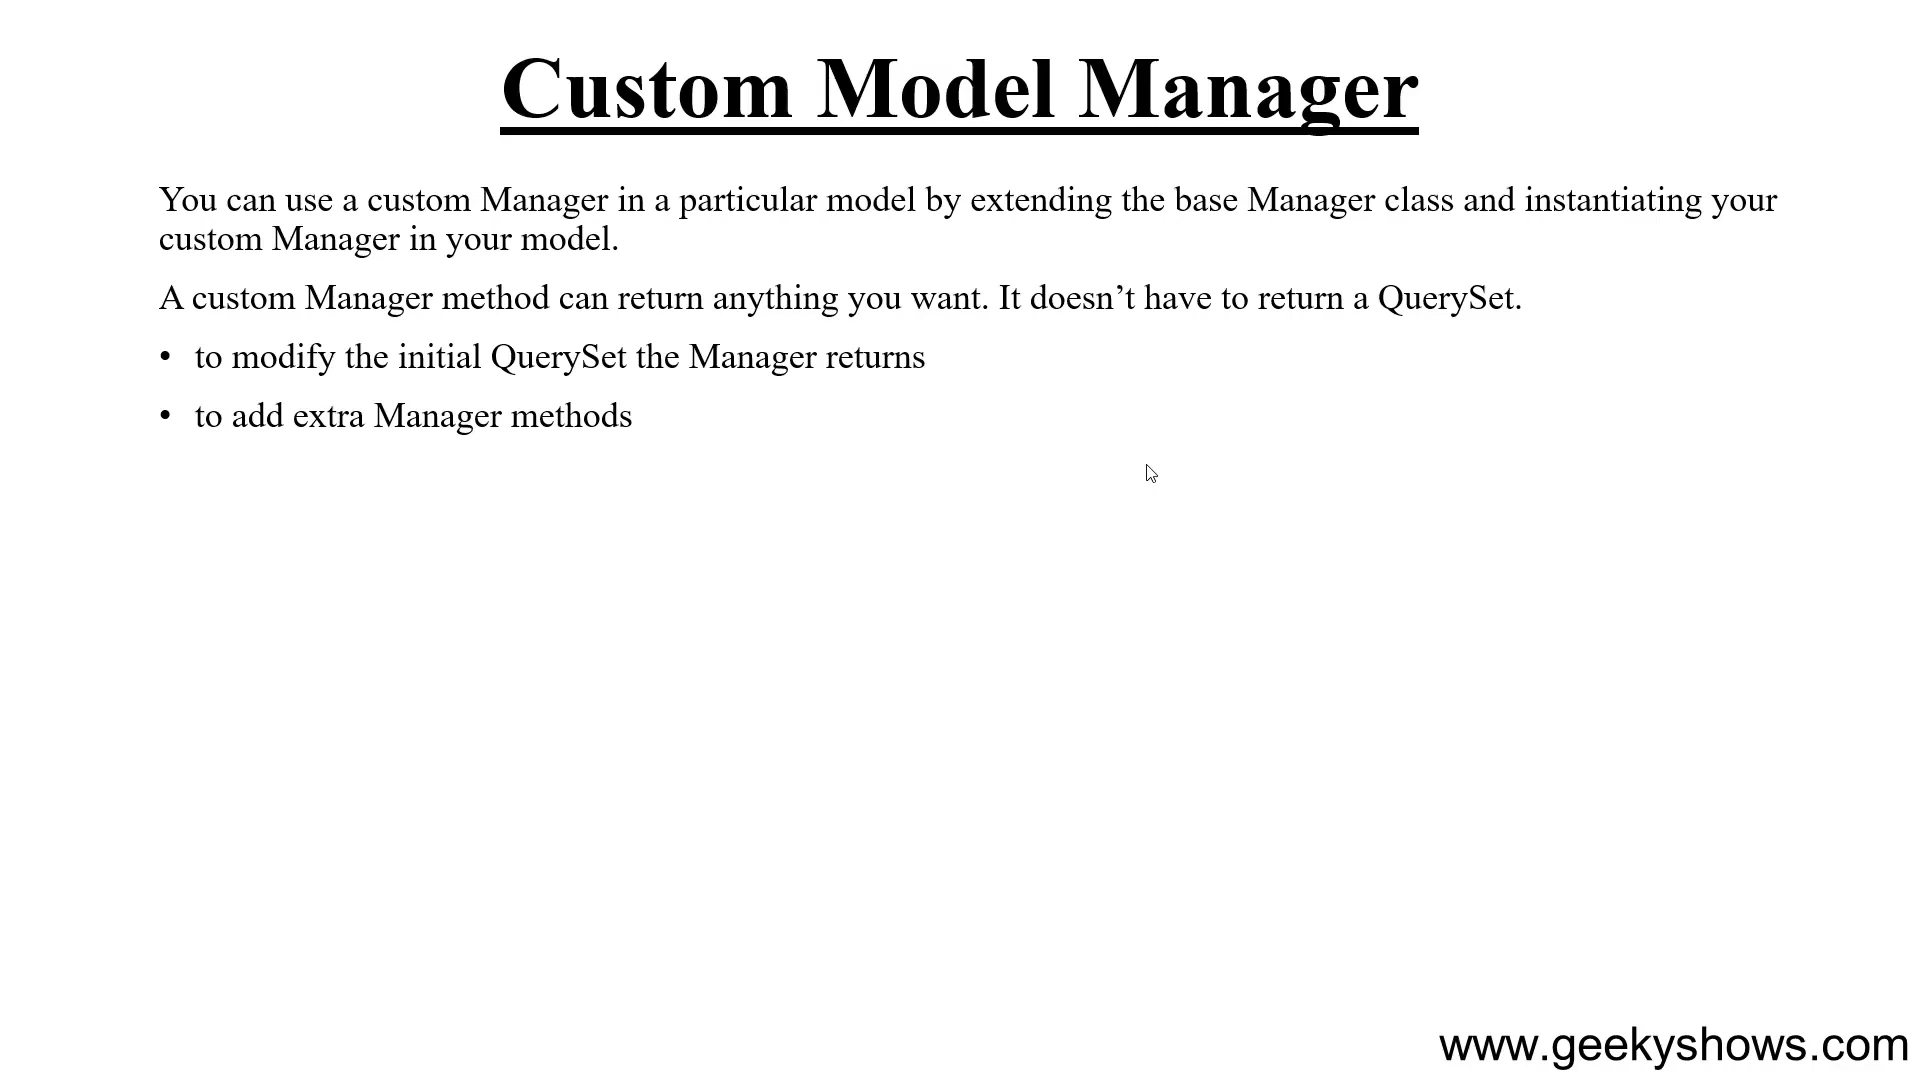 Custom Model Manager
You can use a custom Manager in a particular model by extending the base Manager class and instantiating your
custom Manager in your model.
A custom Manager method can return anything you want. It doesn’t have to return a QuerySet.
• to modify the initial QuerySet the Manager returns
• to add extra Manager methods
www.geekyshows.com